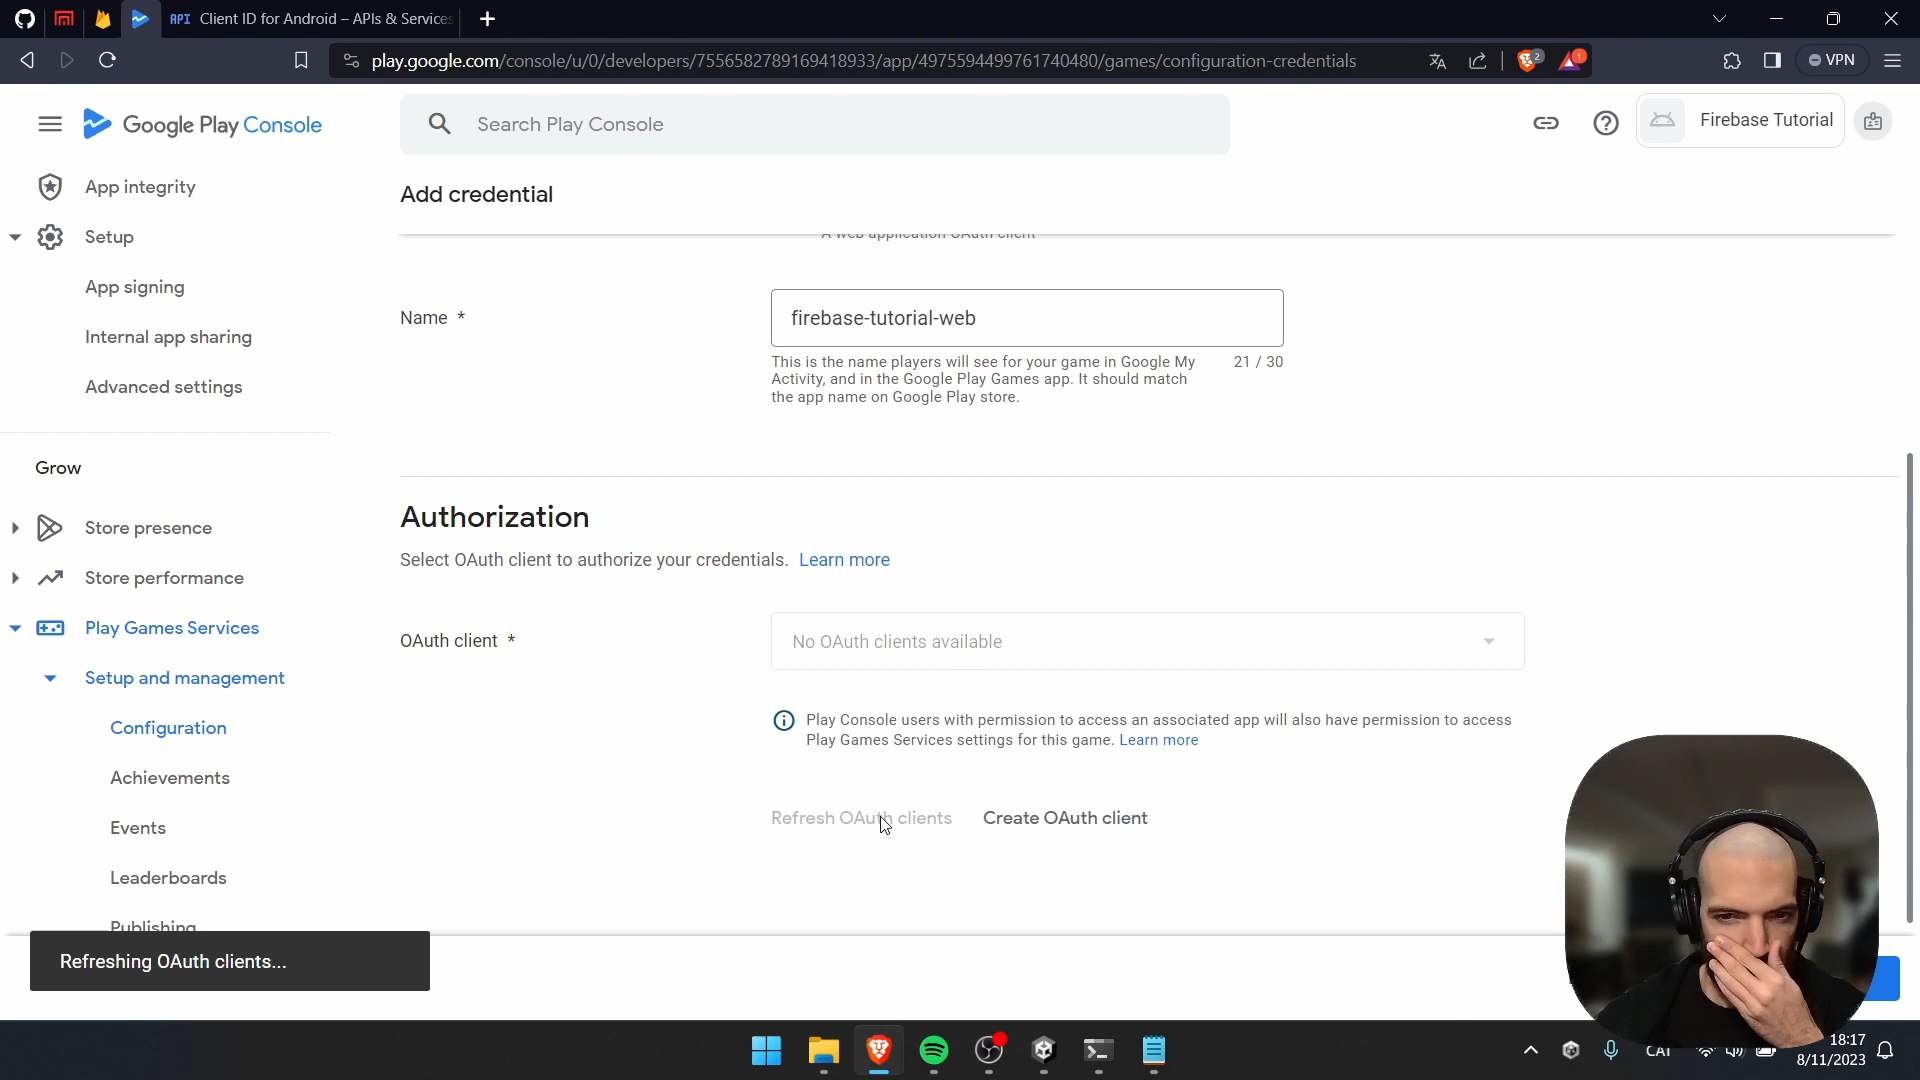 API Client ID for Android – APIs & Services
play.google.com/console/u/0/developers/7556582789169418933/app/4975594499761740480/games/configuration-credentials
2
1
VPN
Google Play Console
Search Play Console
Firebase Tutorial
App integrity
Setup
App signing
Internal app sharing
Advanced settings
Grow
Store presence
Store performance
Play Games Services
Setup and management
Configuration
Achievements
Events
Leaderboards
Publishing
Refreshing OAuth clients...
Add credential
A web application OAuth client
Name *
firebase-tutorial-web
This is the name players will see for your game in Google My
Activity, and in the Google Play Games app. It should match
the app name on Google Play store.
21 / 30
Authorization
Select OAuth client to authorize your credentials. Learn more
OAuth client *
No OAuth clients available
Play Console users with permission to access an associated app will also have permission to access
Play Games Services settings for this game. Learn more
Refresh OAuth clients
Create OAuth client
CAT
18:17
8/11/2023